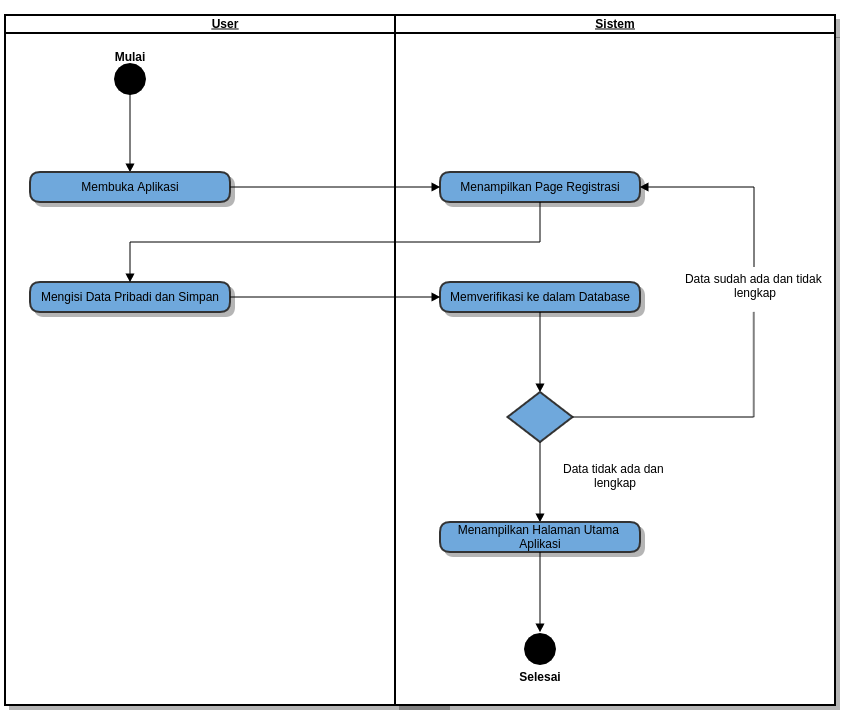 User
Sistem
Mulai
Membuka Aplikasi
Menampilkan Page Registrasi
Mengisi Data Pribadi dan Simpan
Memverifikasi ke dalam Database
Data sudah ada dan tidak
lengkap
Data tidak ada dan
lengkap
Menampilkan Halaman Utama
Aplikasi
Selesai